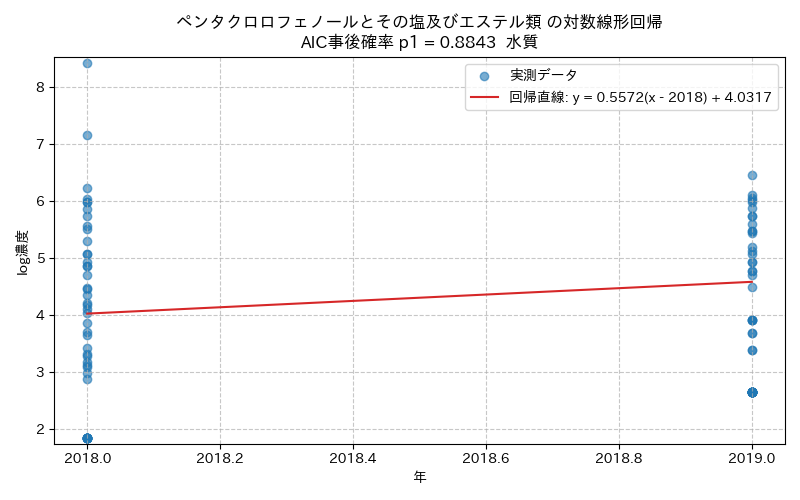 ペンタクロロフェノールとその塩及びエステル類 の対数線形回帰
AIC事後確率 p1 = 0.8843  水質
実測データ
回帰直線: y = 0.5572(x - 2018) + 4.0317
log濃度
8
7
6
5
4
3
2
2018.0 2018.2 2018.4 2018.6 2018.8 2019.0
年